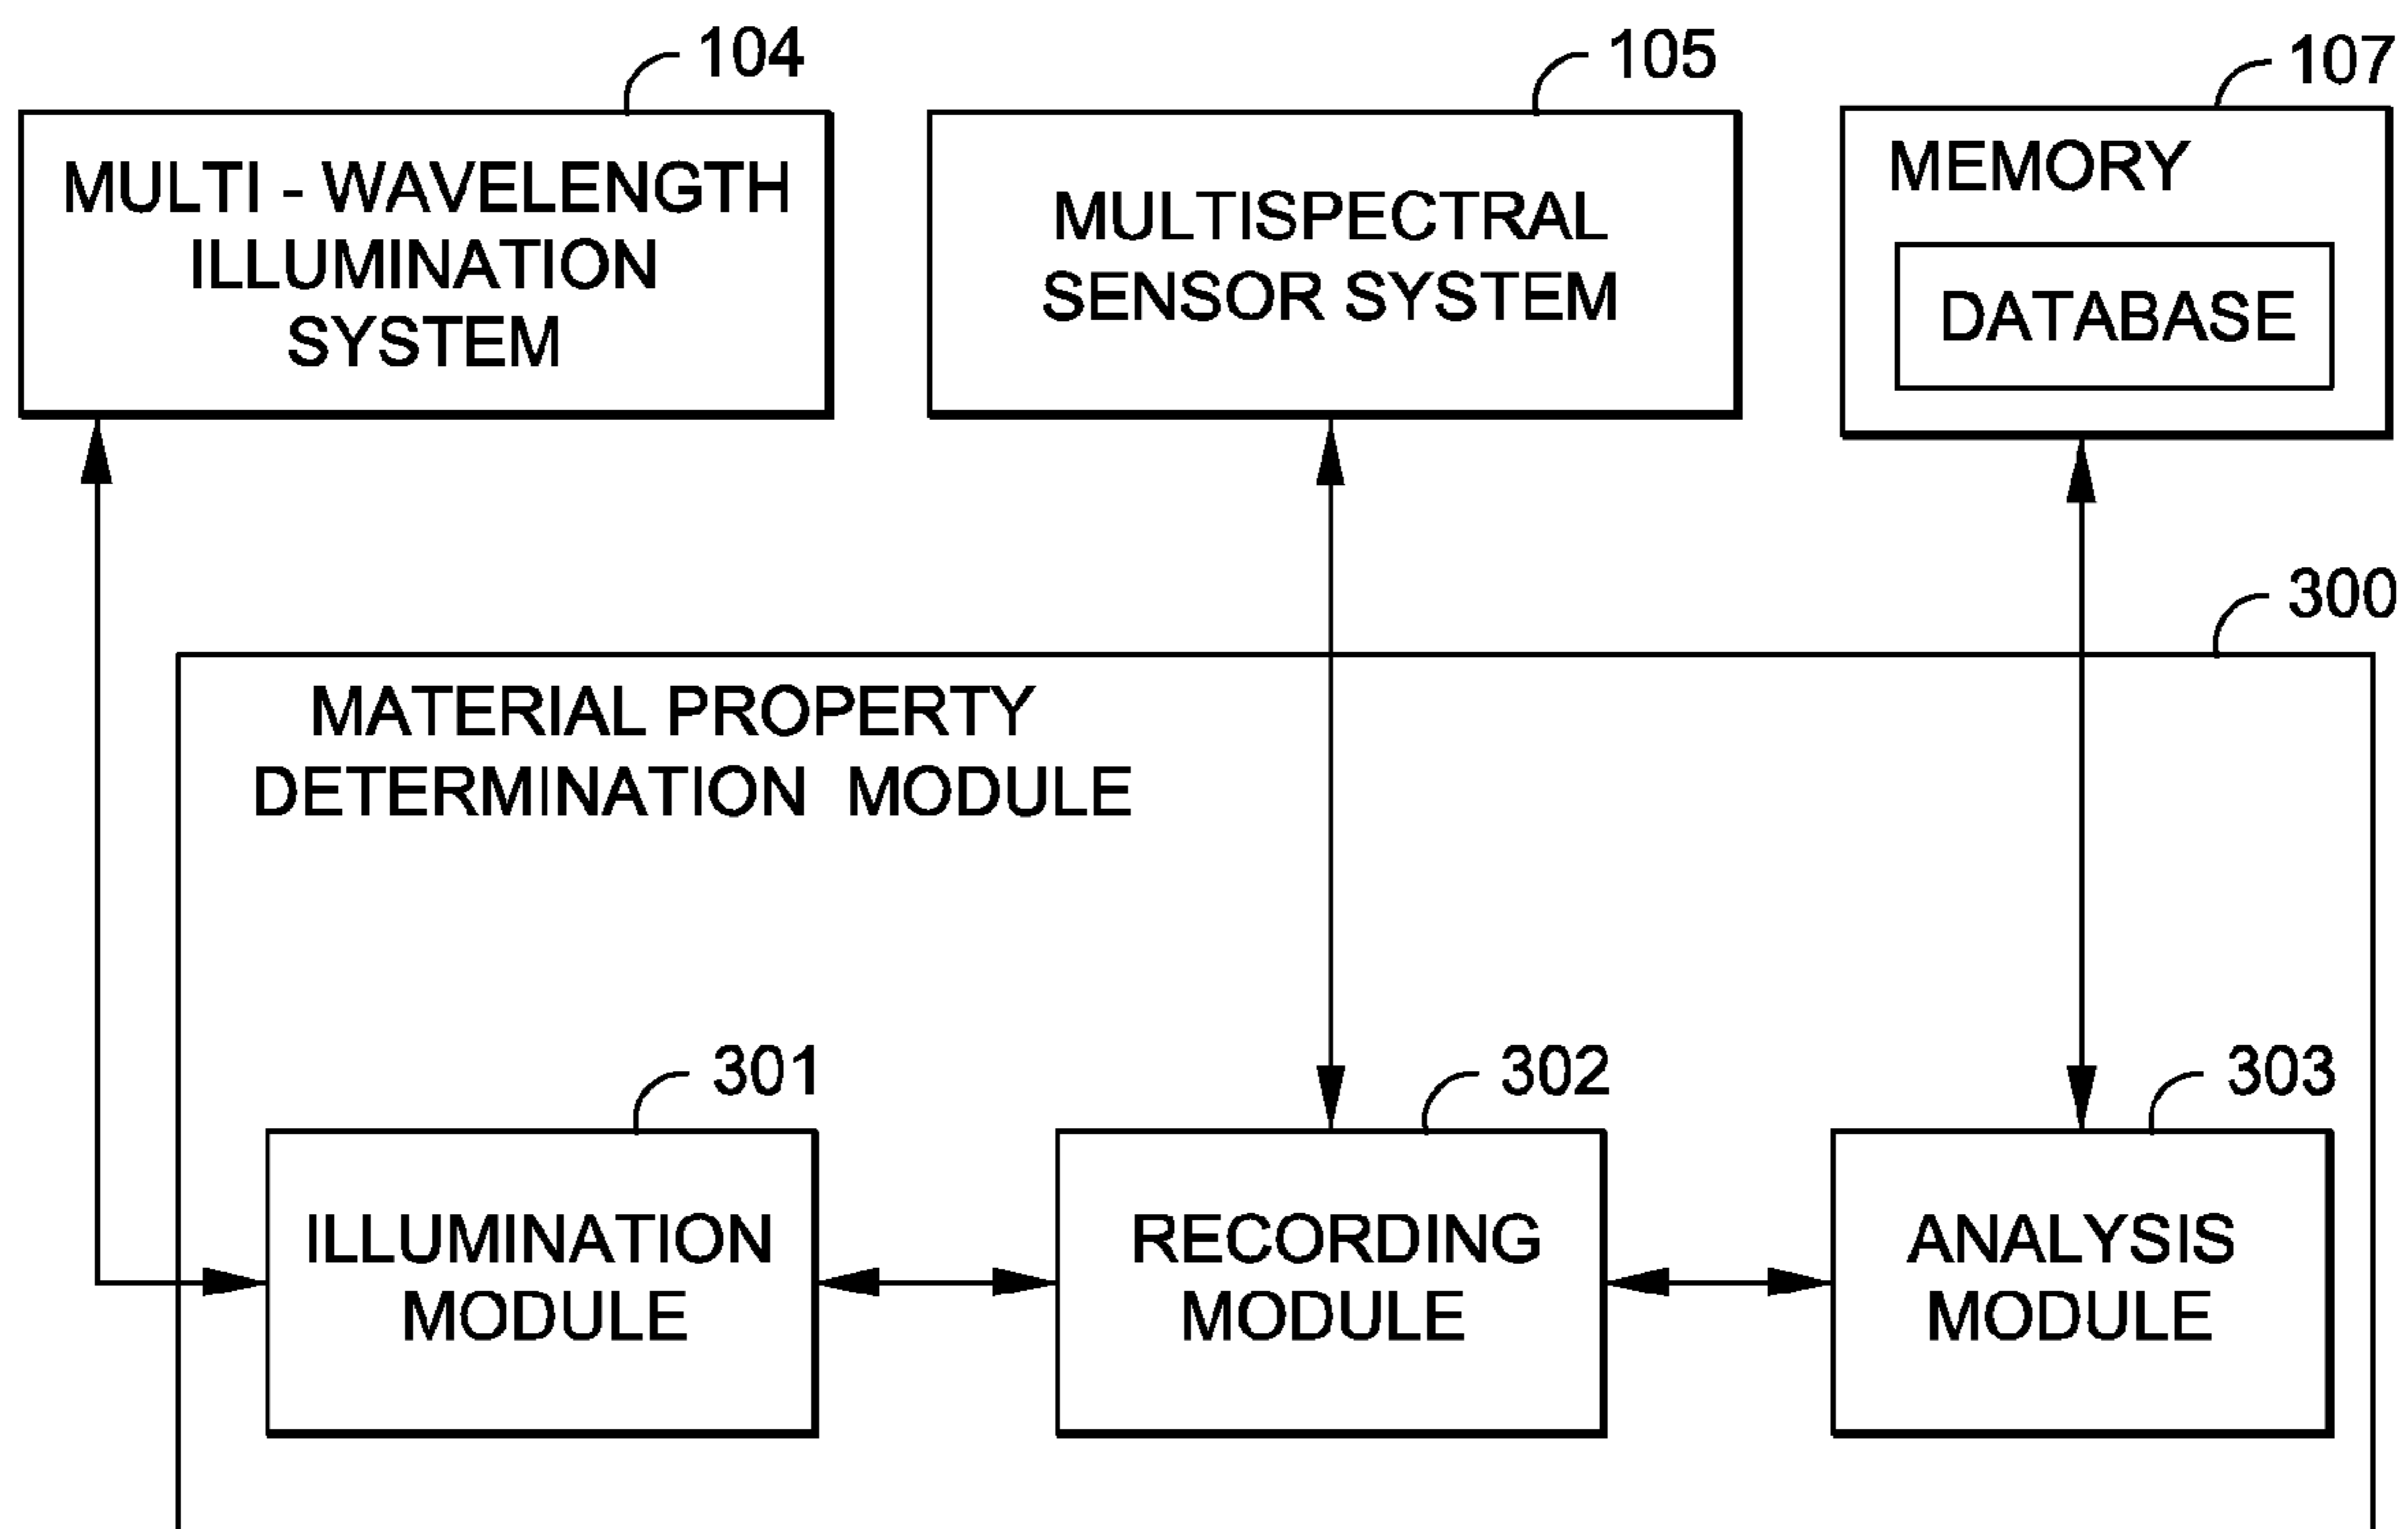 104
MULTI - WAVELENGTH
ILLUMINATION
SYSTEM
105
MULTISPECTRAL
SENSOR SYSTEM
107
MEMORY
DATABASE
300
MATERIAL PROPERTY
DETERMINATION MODULE
301
ILLUMINATION
MODULE
302
RECORDING
MODULE
303
ANALYSIS
MODULE